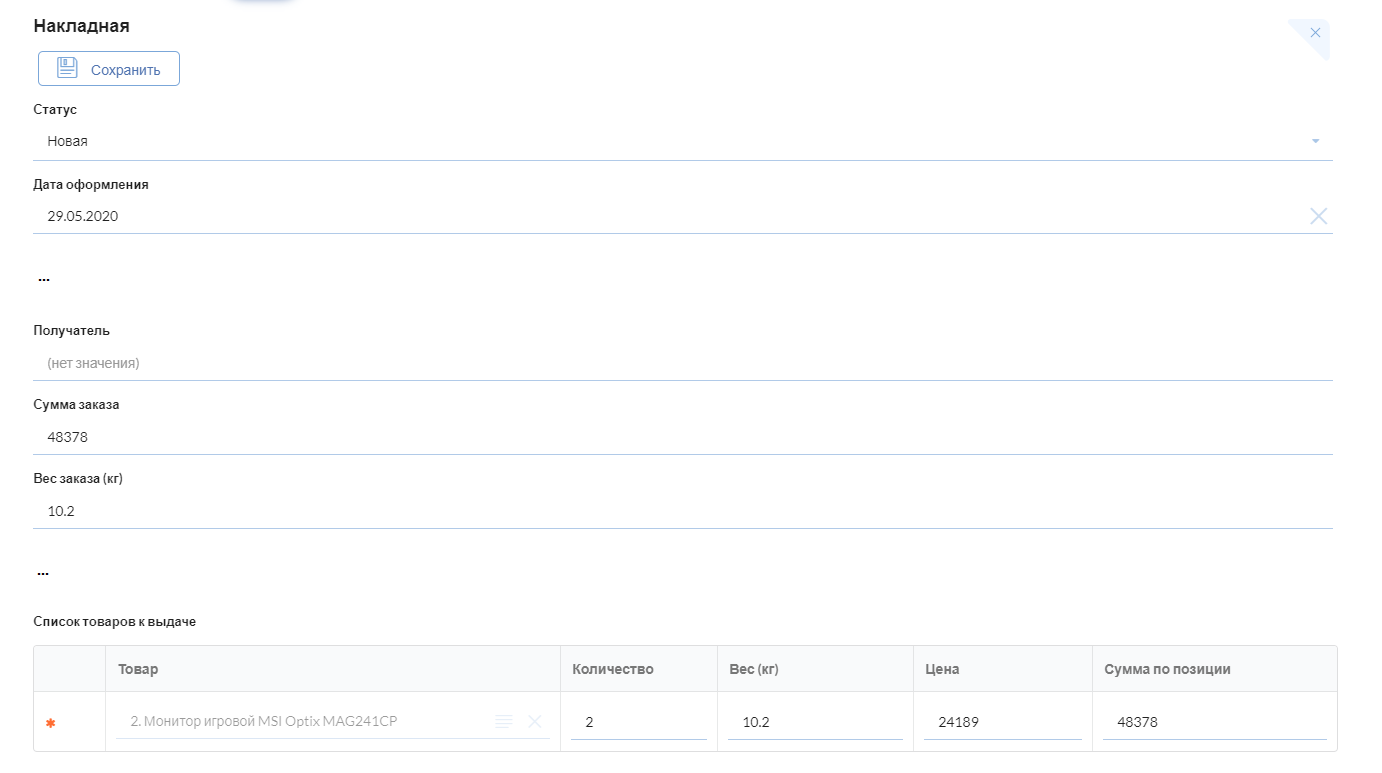 Накладная
Сохранить
Статус
Новая
Дата оформления
29.05.2020
...
Получатель
(нет значения)
Сумма заказа
48378
Вес заказа (кг)
10.2
...
Список товаров к выдаче
Товар Количество Вес (кг) Цена Сумма по позиции
2. Монитор игровой MSI Optix MAG241CP 2 10.2 24189 48378